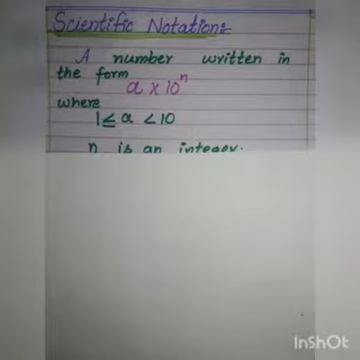 Scientific Notation:
A number written in
the form
a × 10ⁿ
where
1 ≤ a < 10
n is an integer.
InShOt